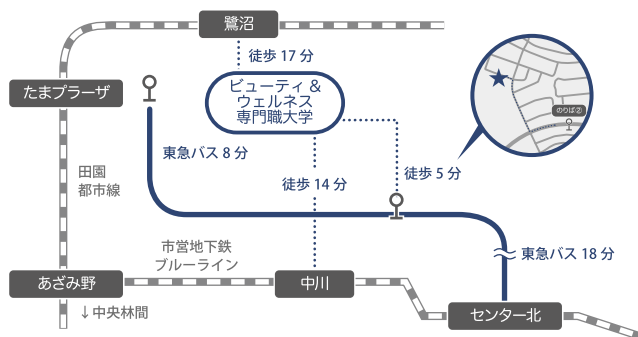 鷺沼
徒歩 17 分
たまプラーザ
ビューティ &
ウェルネス
専門職大学
のりば②
東急バス 8 分
田園
都市線
徒歩 14 分
徒歩 5 分
市営地下鉄
ブルーライン
東急バス 18 分
あざみ野
中川
↓中央林間
センター北